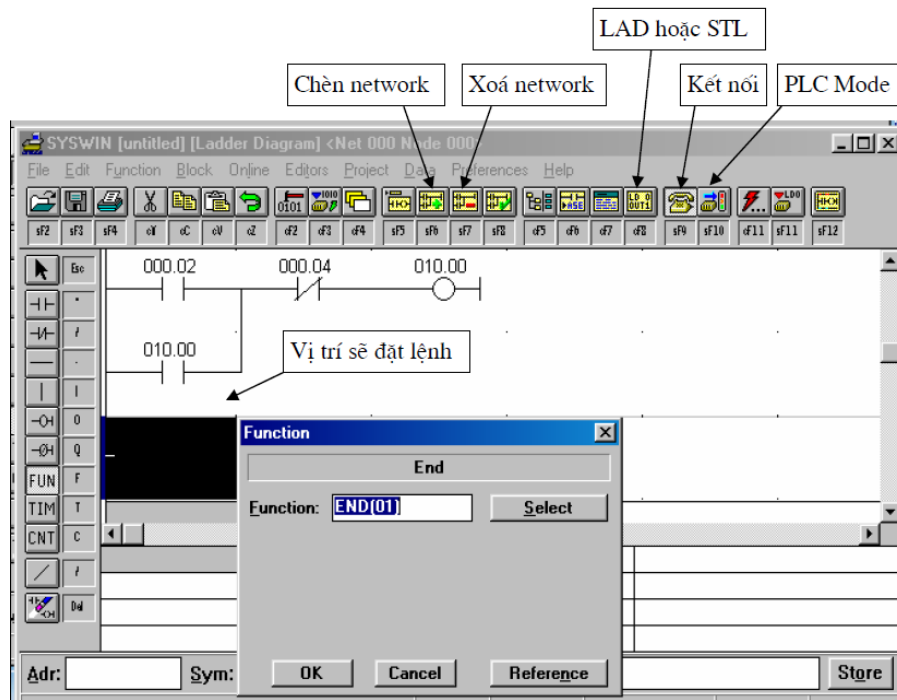 LAD hoặc STL
Chèn network
Xoá network
Kết nối
PLC Mode
SYSWIN [untitled] [Ladder Diagram] <Net 000 Node 000>
File Edit Function Block Online Editors Project Data Preferences Help
sF2 sF3 sF4 cX cC cV cZ cF2 cF3 cF4 sF5 sF6 sF7 sF8 cF5 cF6 cF7 cF8 sF9 sF10 cF11 sF11 sF12
Esc
000.02 000.04 010.00
010.00
Vị trí sẽ đặt lệnh
O
Q
FUN F
TIM T
CNT C
Del
Function
End
Function: END(01) Select
OK Cancel Reference
Adr: Sym: Store